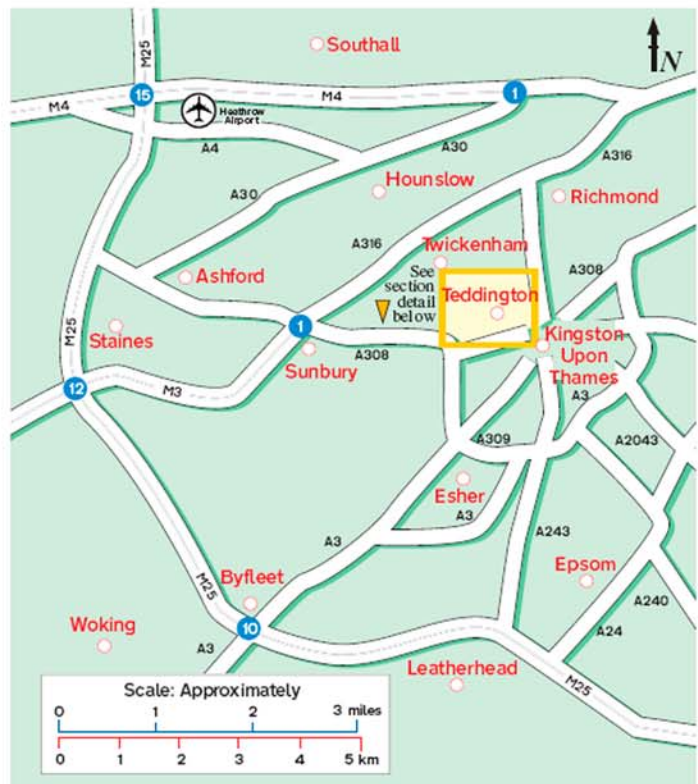 Southall
N
M25
M4
15
M4
1
Heathrow
Airport
A4
A30
A316
A30
Hounslow
Richmond
A316
Twickenham
A308
See
section
detail
below
Ashford
Teddington
M25
Staines
1
Sunbury
A308
Kingston
Upon
Thames
12
M3
A3
A309
A2043
Esher
A3
A243
A3
Epsom
M25
Byfleet
A240
Woking
10
A3
A24
Leatherhead
M25
Scale: Approximately
0 1 2 3 miles
0 1 2 3 4 5 km